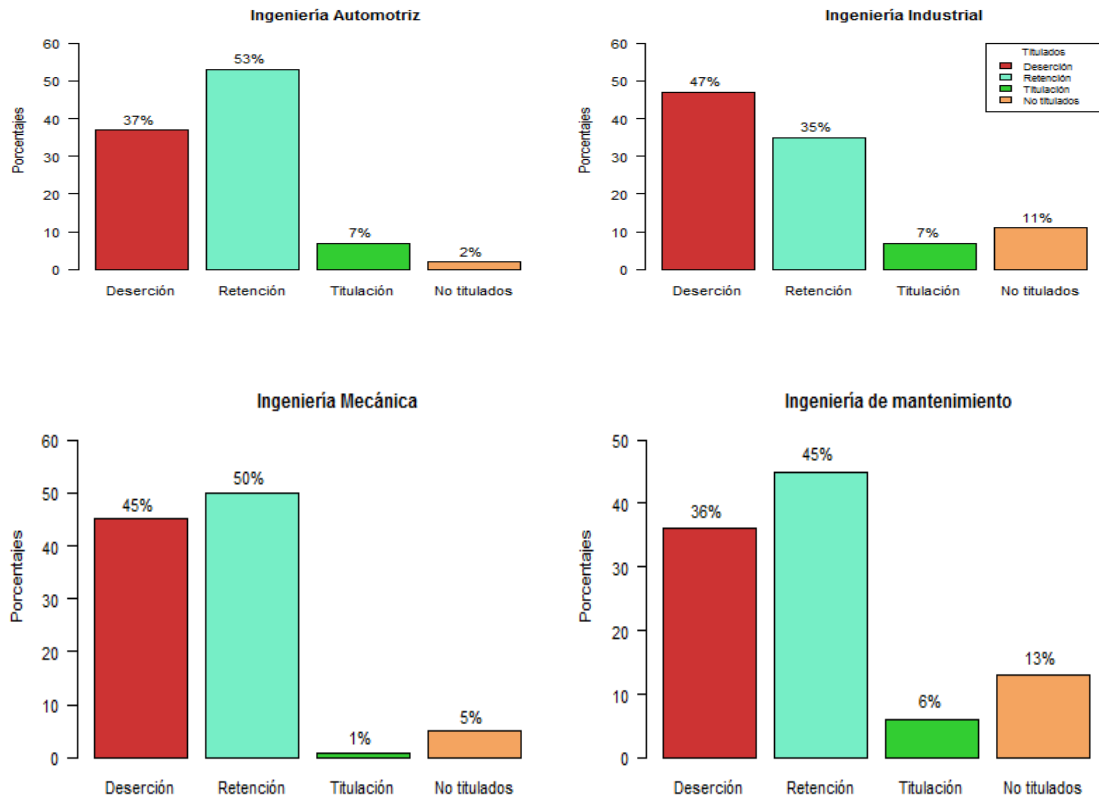 Ingeniería Automotriz
Porcentajes
60
50
40
30
20
10
0
37%
53%
7%
2%
Deserción Retención Titulación No titulados
Ingeniería Industrial
Porcentajes
60
50
40
30
20
10
0
47%
35%
7%
11%
Titulados
Deserción
Retención
Titulación
No titulados
Deserción Retención Titulación No titulados
Ingeniería Mecánica
Porcentajes
60
50
40
30
20
10
0
45%
50%
1%
5%
Deserción Retención Titulación No titulados
Ingeniería de mantenimiento
Porcentajes
50
40
30
20
10
0
36%
45%
6%
13%
Deserción Retención Titulación No titulados